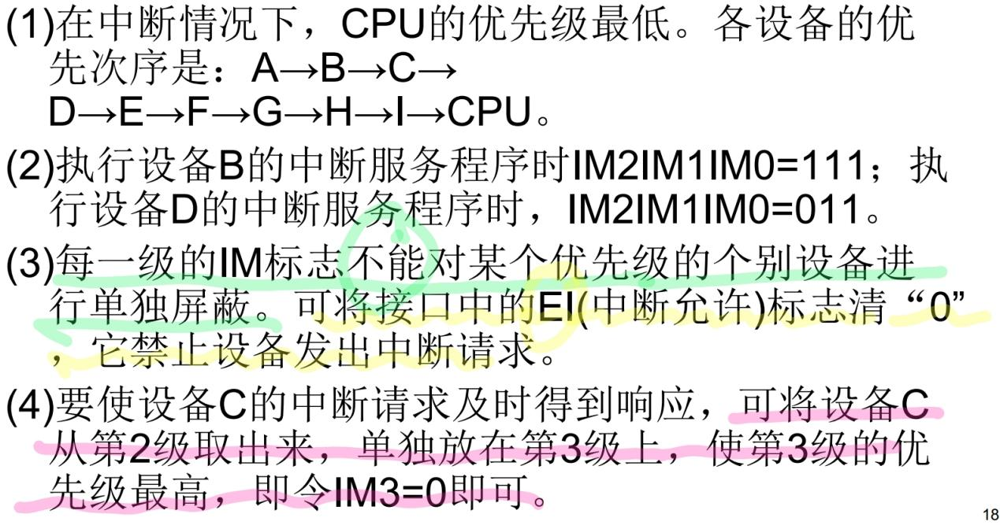 (1)在中断情况下，CPU的优先级最低。各设备的优
先次序是：A→B→C→
D→E→F→G→H→I→CPU。
(2)执行设备B的中断服务程序时IM2IM1IM0=111；执
行设备D的中断服务程序时，IM2IM1IM0=011。
(3)每一级的IM标志不能对某个优先级的个别设备进
行单独屏蔽。可将接口中的EI(中断允许)标志清“0”
，它禁止设备发出中断请求。
(4)要使设备C的中断请求及时得到响应，可将设备C
从第2级取出来，单独放在第3级上，使第3级的优
先级最高，即令IM3=0即可。
18